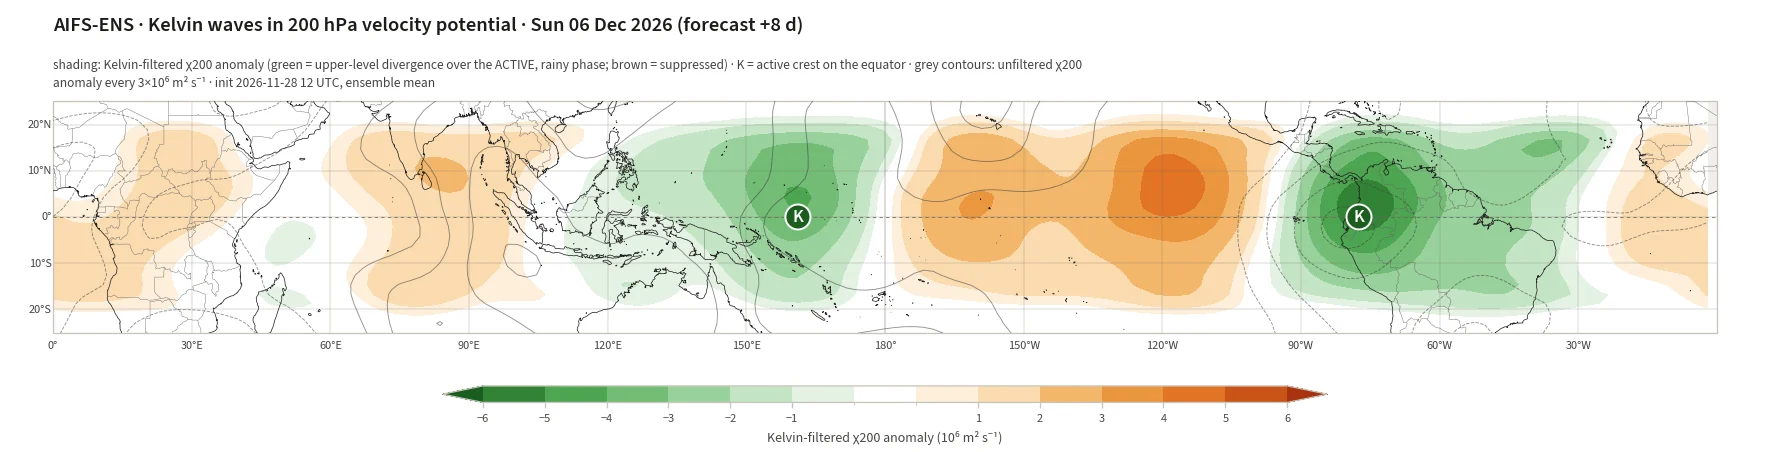 AIFS-ENS · Kelvin waves in 200 hPa velocity potential · Sun 06 Dec 2026 (forecast +8 d)
shading: Kelvin-filtered χ200 anomaly (green = upper-level divergence over the ACTIVE, rainy phase; brown = suppressed) · K = active crest on the equator · grey contours: unfiltered χ200
anomaly every 3×10⁶ m² s⁻¹ · init 2026-11-28 12 UTC, ensemble mean
20°N
10°N
0°
10°S
20°S
K
K
0° 30°E 60°E 90°E 120°E 150°E 180° 150°W 120°W 90°W 60°W 30°W
−6 −5 −4 −3 −2 −1 1 2 3 4 5 6
Kelvin-filtered χ200 anomaly (10⁶ m² s⁻¹)